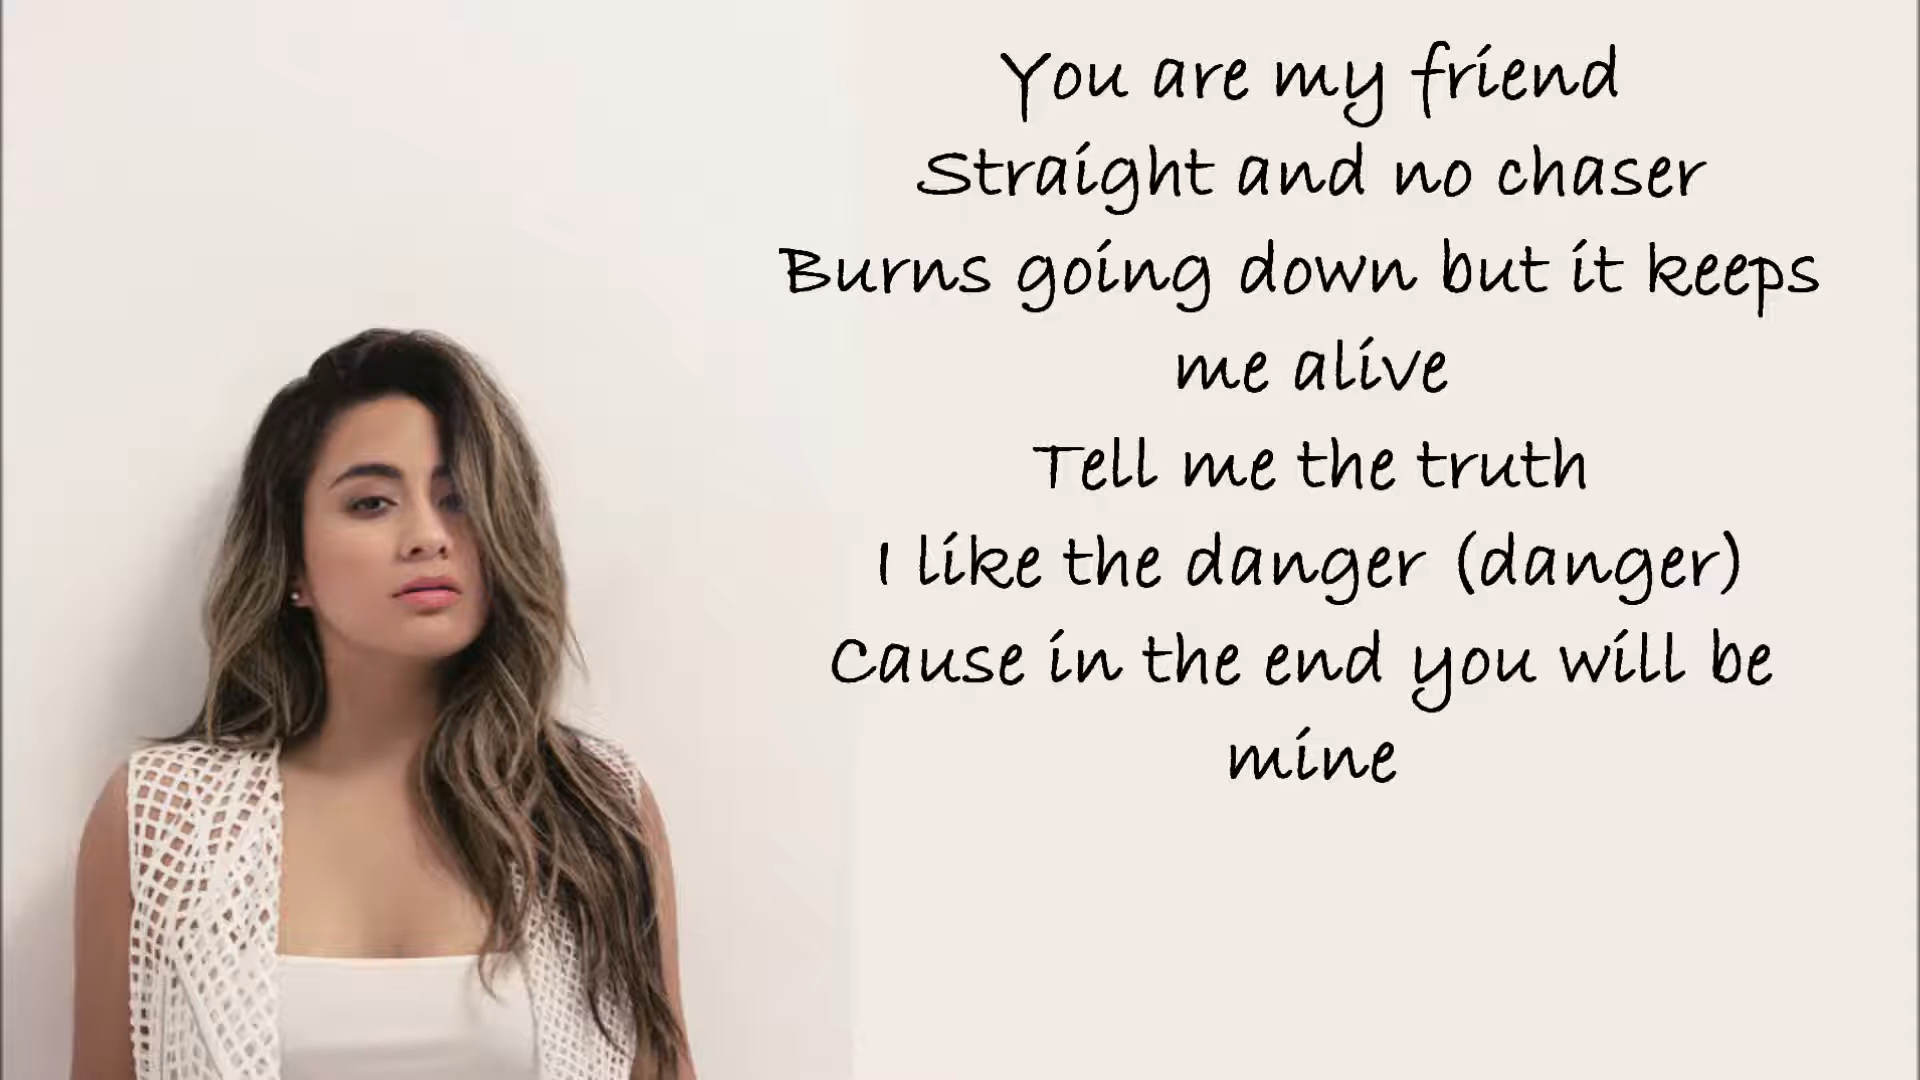 You are my friend
Straight and no chaser
Burns going down but it keeps
me alive
Tell me the truth
I like the danger (danger)
Cause in the end you will be
mine